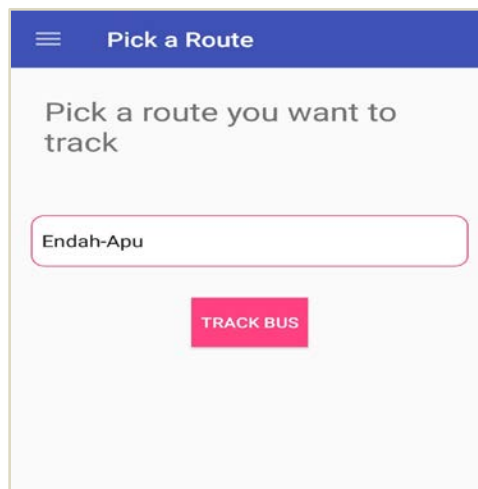 Pick a Route
Pick a route you want to
track
Endah-Apu
TRACK BUS